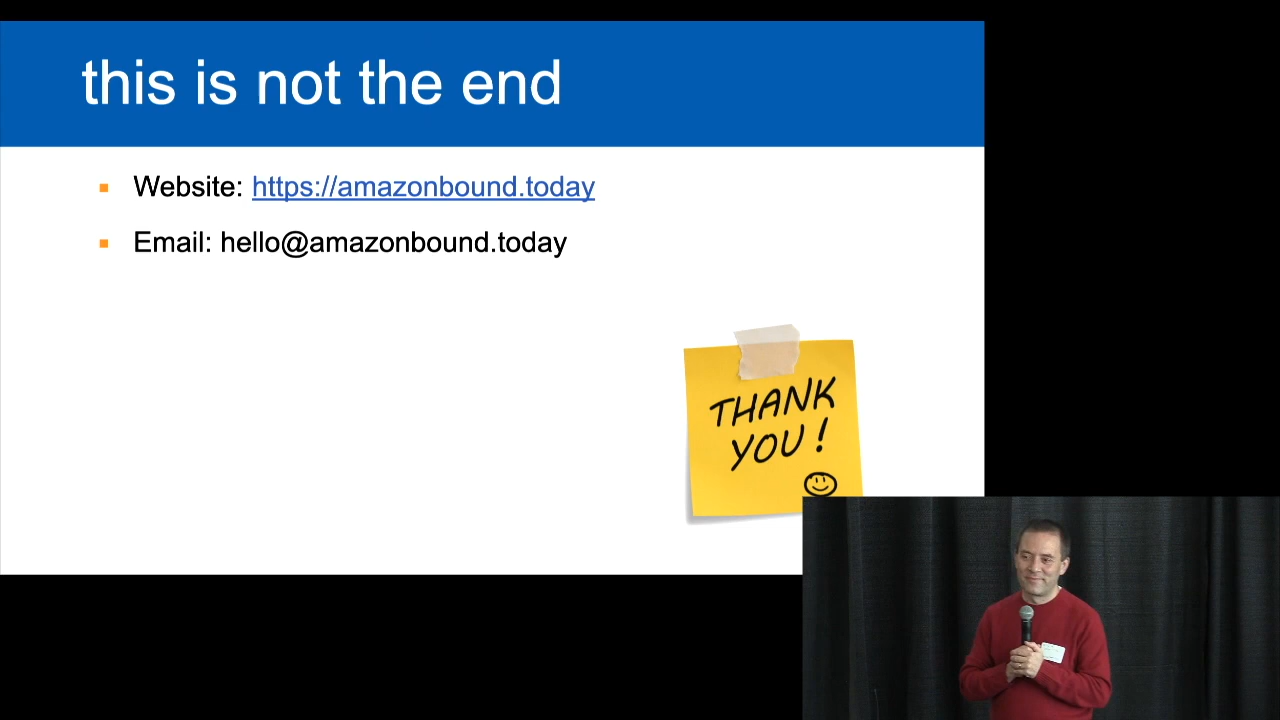 this is not the end
Website: https://amazonbound.today
Email: hello@amazonbound.today
THANK
YOU !